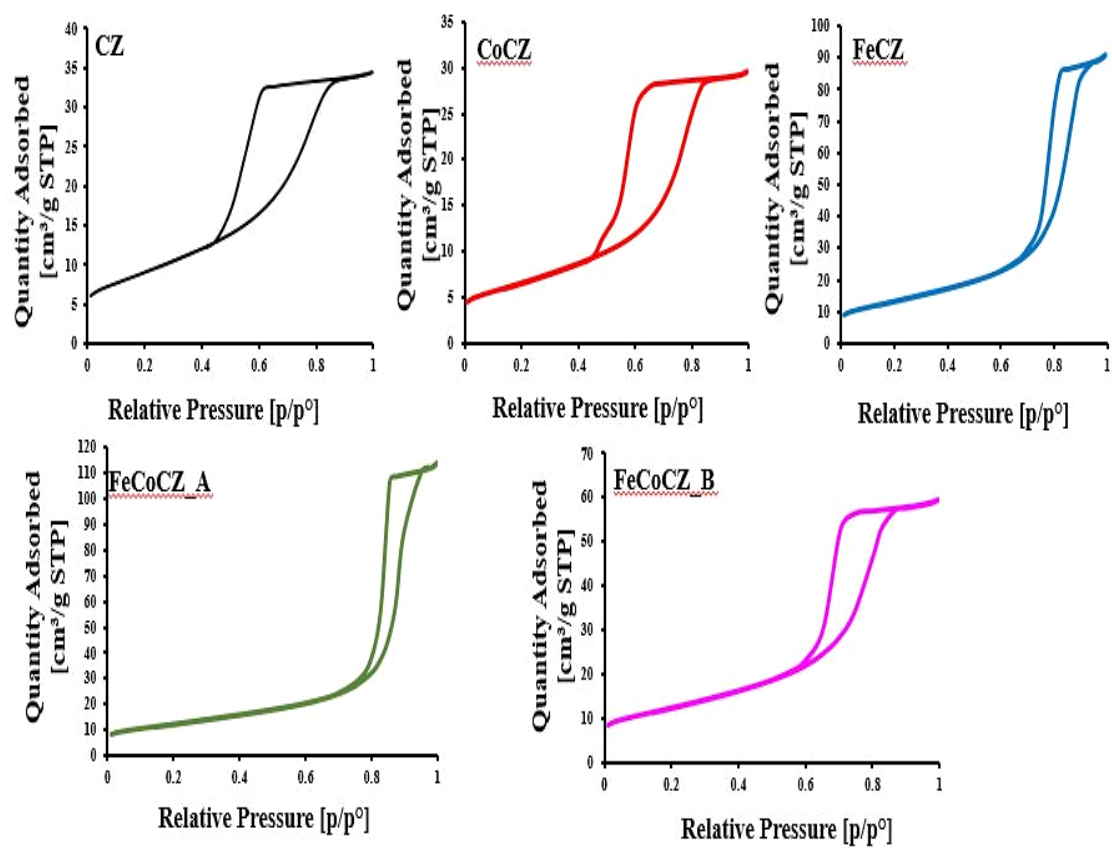 CZ
Quantity Adsorbed
[cm³/g STP]
40
35
30
25
20
15
10
5
0
0 0.2 0.4 0.6 0.8 1
Relative Pressure [p/p°]
CoCZ
Quantity Adsorbed
[cm³/g STP]
35
30
25
20
15
10
5
0
0 0.2 0.4 0.6 0.8 1
Relative Pressure [p/p°]
FeCZ
Quantity Adsorbed
[cm³/g STP]
100
90
80
70
60
50
40
30
20
10
0
0 0.2 0.4 0.6 0.8 1
Relative Pressure [p/p°]
FeCoCZ_A
Quantity Adsorbed
[cm³/g STP]
120
110
100
90
80
70
60
50
40
30
20
10
0
0 0.2 0.4 0.6 0.8 1
Relative Pressure [p/p°]
FeCoCZ_B
Quantity Adsorbed
[cm³/g STP]
70
60
50
40
30
20
10
0
0 0.2 0.4 0.6 0.8 1
Relative Pressure [p/p°]